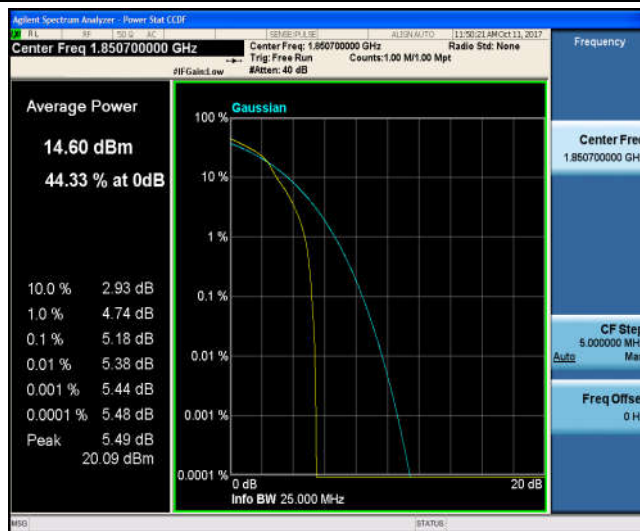 Agilent Spectrum Analyzer - Power Stat CCDF
RL RF 50 Ω AC SENSE:PULSE ALIGN AUTO 11:50:21 AM Oct 11, 2017
Center Freq 1.850700000 GHz
Center Freq: 1.850700000 GHz Radio Std: None
Trig: Free Run Counts:1.00 M/1.00 Mpt
#IFGain:Low #Atten: 40 dB
Frequency
Average Power
14.60 dBm
44.33 % at 0dB
10.0 % 2.93 dB
1.0 % 4.74 dB
0.1 % 5.18 dB
0.01 % 5.38 dB
0.001 % 5.44 dB
0.0001 % 5.48 dB
Peak 5.49 dB
20.09 dBm
Gaussian
100 %
10 %
1 %
0.1 %
0.01 %
0.001 %
0.0001 %
0 dB 20 dB
Info BW 25.000 MHz
Center Fre
1.850700000 GH
CF Step
5.000000 MH
Auto Ma
Freq Offse
0 H
MSG STATUS